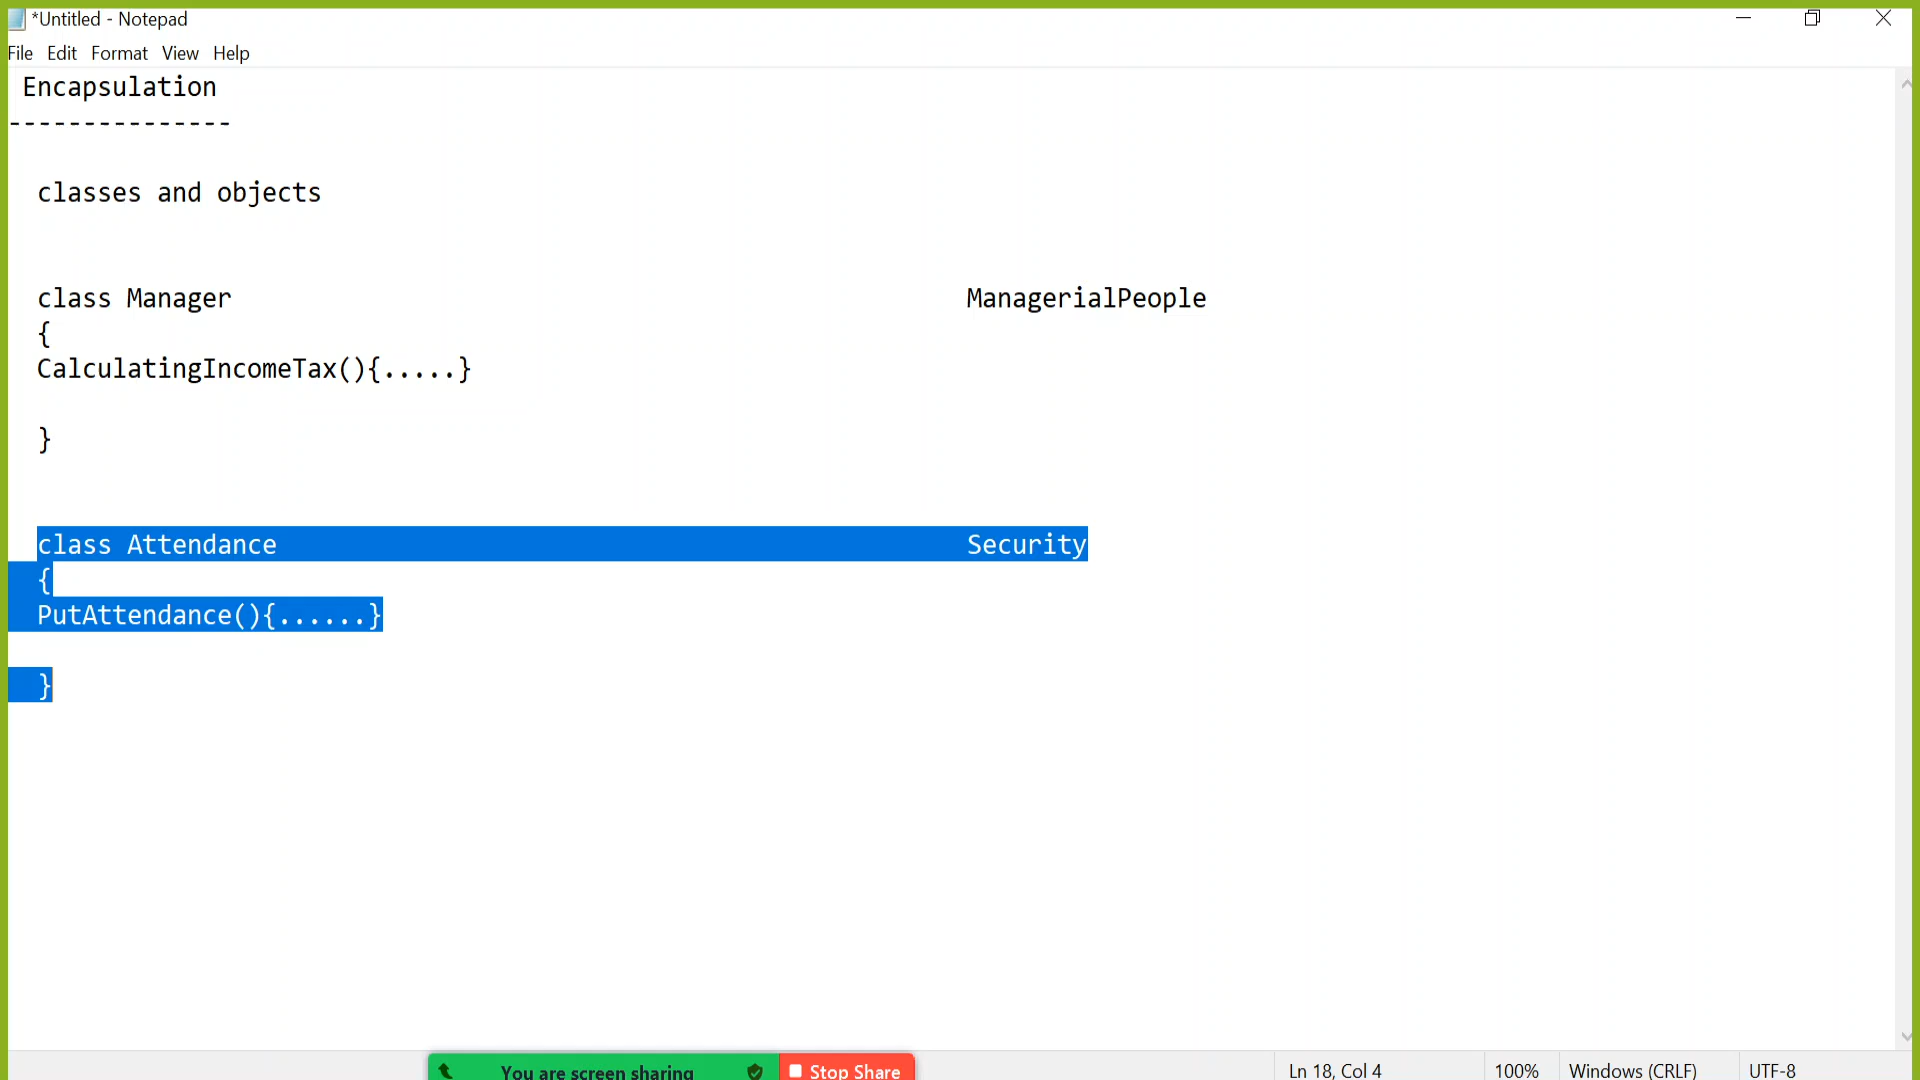 *Untitled - Notepad
File Edit Format View Help
Encapsulation
---------------
classes and objects
class Manager ManagerialPeople
{
CalculatingIncomeTax(){.....}
}
class Attendance Security
{
PutAttendance(){......}
}
You are screen sharing Stop Share Ln 18, Col 4 100% Windows (CRLF) UTF-8